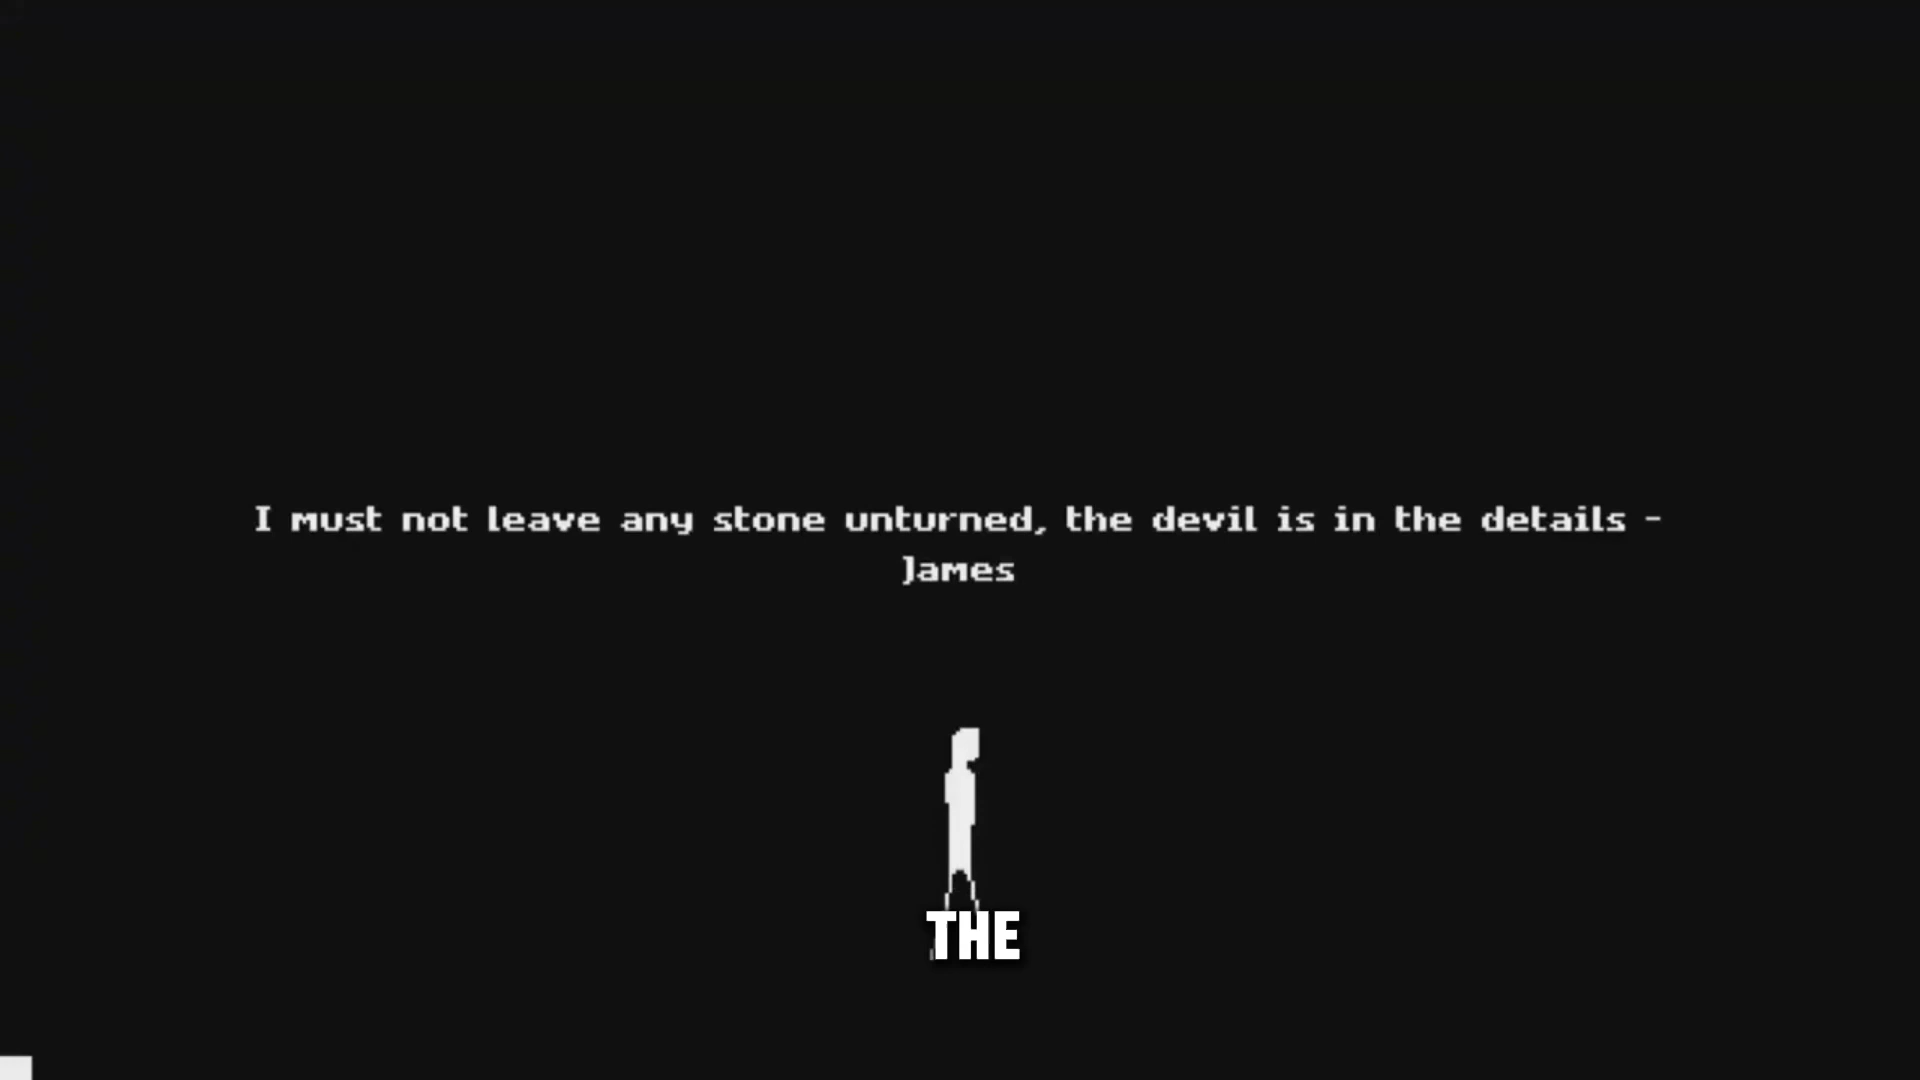 I must not leave any stone unturned, the devil is in the details -
James
THE